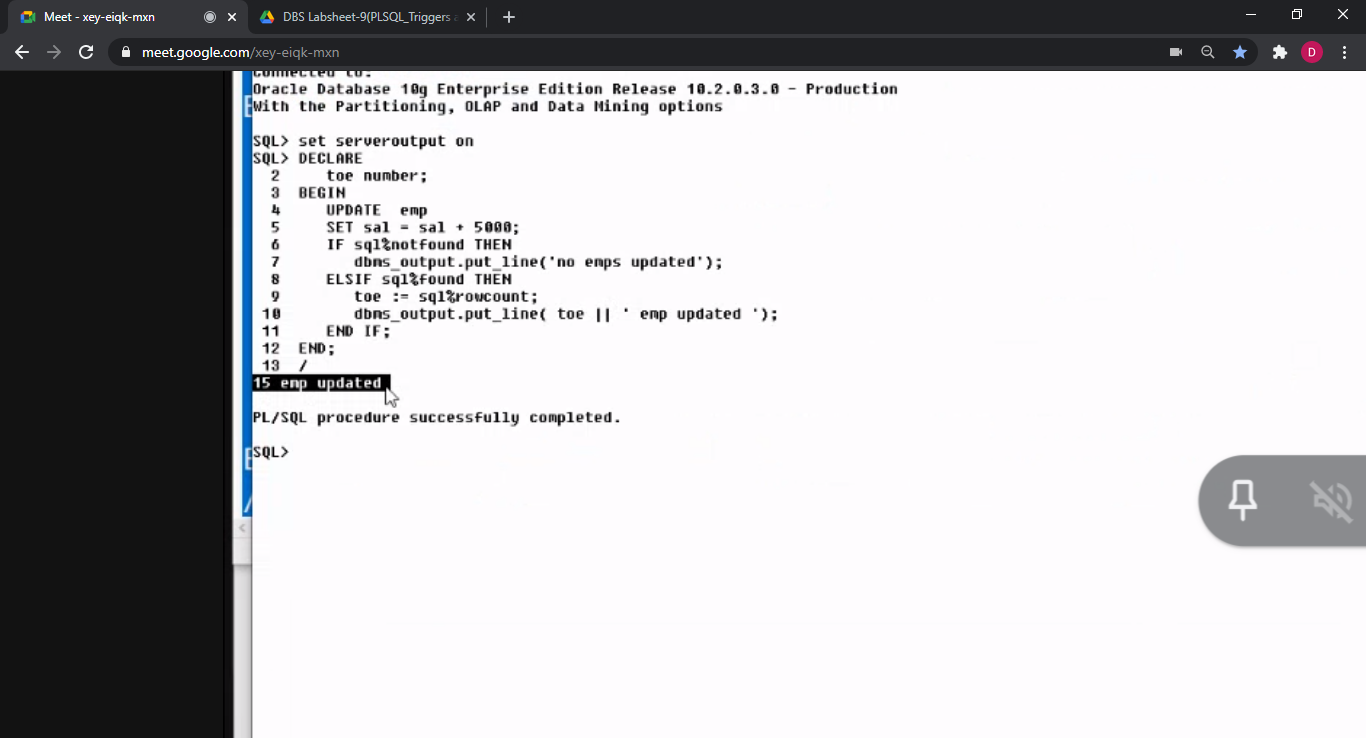 Meet - xey-eiqk-mxn
DBS Labsheet-9(PLSQL_Triggers
meet.google.com/xey-eiqk-mxn
D
Connected to:
Oracle Database 10g Enterprise Edition Release 10.2.0.3.0 - Production
With the Partitioning, OLAP and Data Mining options
SQL> set serveroutput on
SQL> DECLARE
2 toe number;
3 BEGIN
4 UPDATE emp
5 SET sal = sal + 5000;
6 IF sql%notfound THEN
7 dbms_output.put_line('no emps updated');
8 ELSIF sql%found THEN
9 toe := sql%rowcount;
10 dbms_output.put_line( toe || ' emp updated ');
11 END IF;
12 END;
13 /
15 emp updated
PL/SQL procedure successfully completed.
SQL>